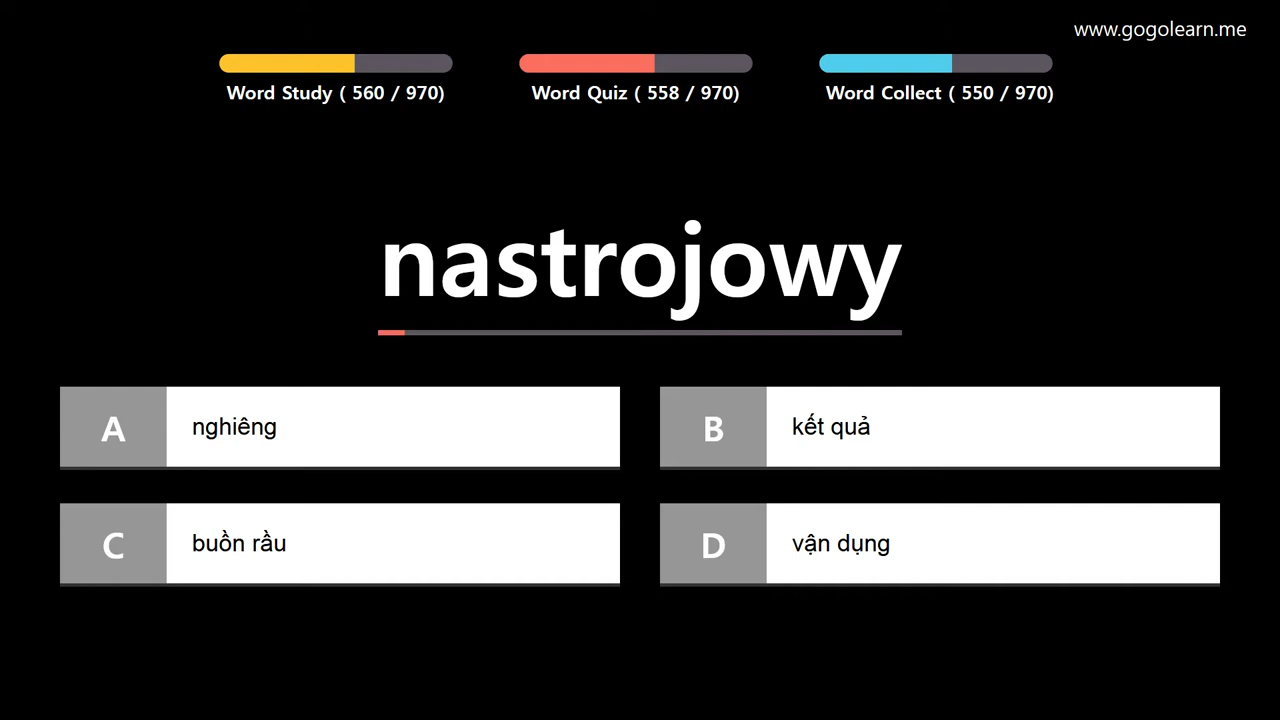 www.gogolearn.me
Word Study ( 560 / 970)
Word Quiz ( 558 / 970)
Word Collect ( 550 / 970)
nastrojowy
A nghiêng
B kết quả
C buồn rầu
D vận dụng